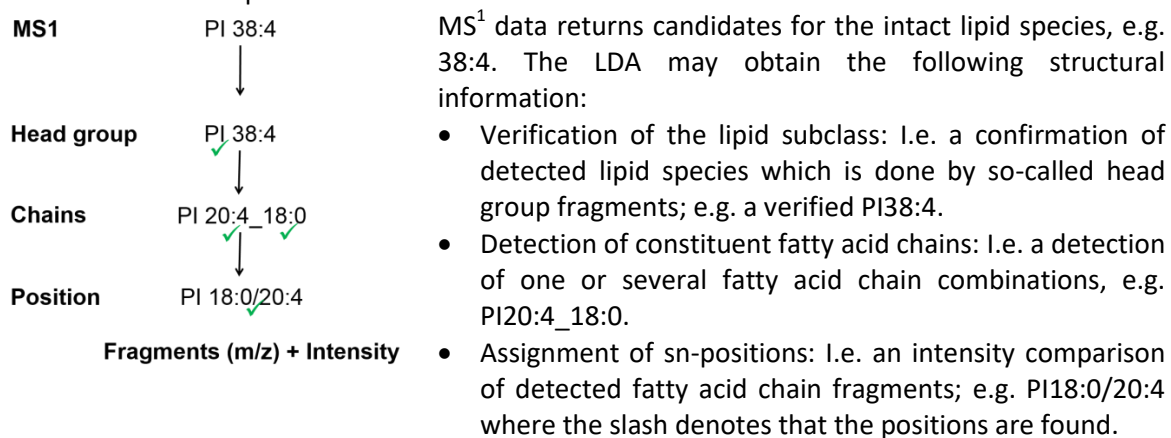 MS1 PI 38:4
Head group PI 38:4
Chains PI 20:4_18:0
Position PI 18:0/20:4
Fragments (m/z) + Intensity
MS¹ data returns candidates for the intact lipid species, e.g.
38:4. The LDA may obtain the following structural
information:
• Verification of the lipid subclass: I.e. a confirmation of
detected lipid species which is done by so-called head
group fragments; e.g. a verified PI38:4.
• Detection of constituent fatty acid chains: I.e. a detection
of one or several fatty acid chain combinations, e.g.
PI20:4_18:0.
• Assignment of sn-positions: I.e. an intensity comparison
of detected fatty acid chain fragments; e.g. PI18:0/20:4
where the slash denotes that the positions are found.